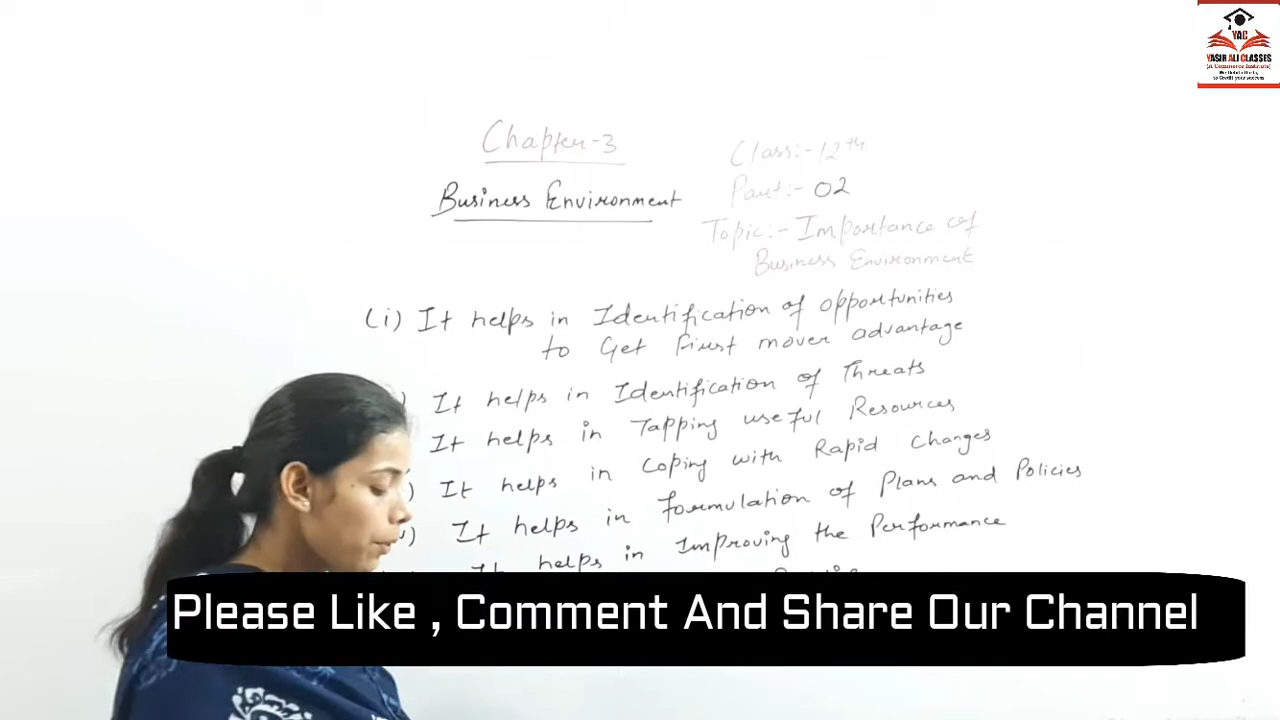 YAC
YASIR ALI CLASSES
(A Commerce Institute)
Chapter-3
Business Environment
Class:- 12th
Part:- 02
Topic:- Importance of
Business Environment
(i) It helps in Identification of opportunities
to Get First mover advantage
) It helps in Identification of Threats
It helps in Tapping useful Resources
) It helps in Coping with Rapid Changes
) It helps in formulation of Plans and Policies
It helps in Improving the Performance
Please Like , Comment And Share Our Channel